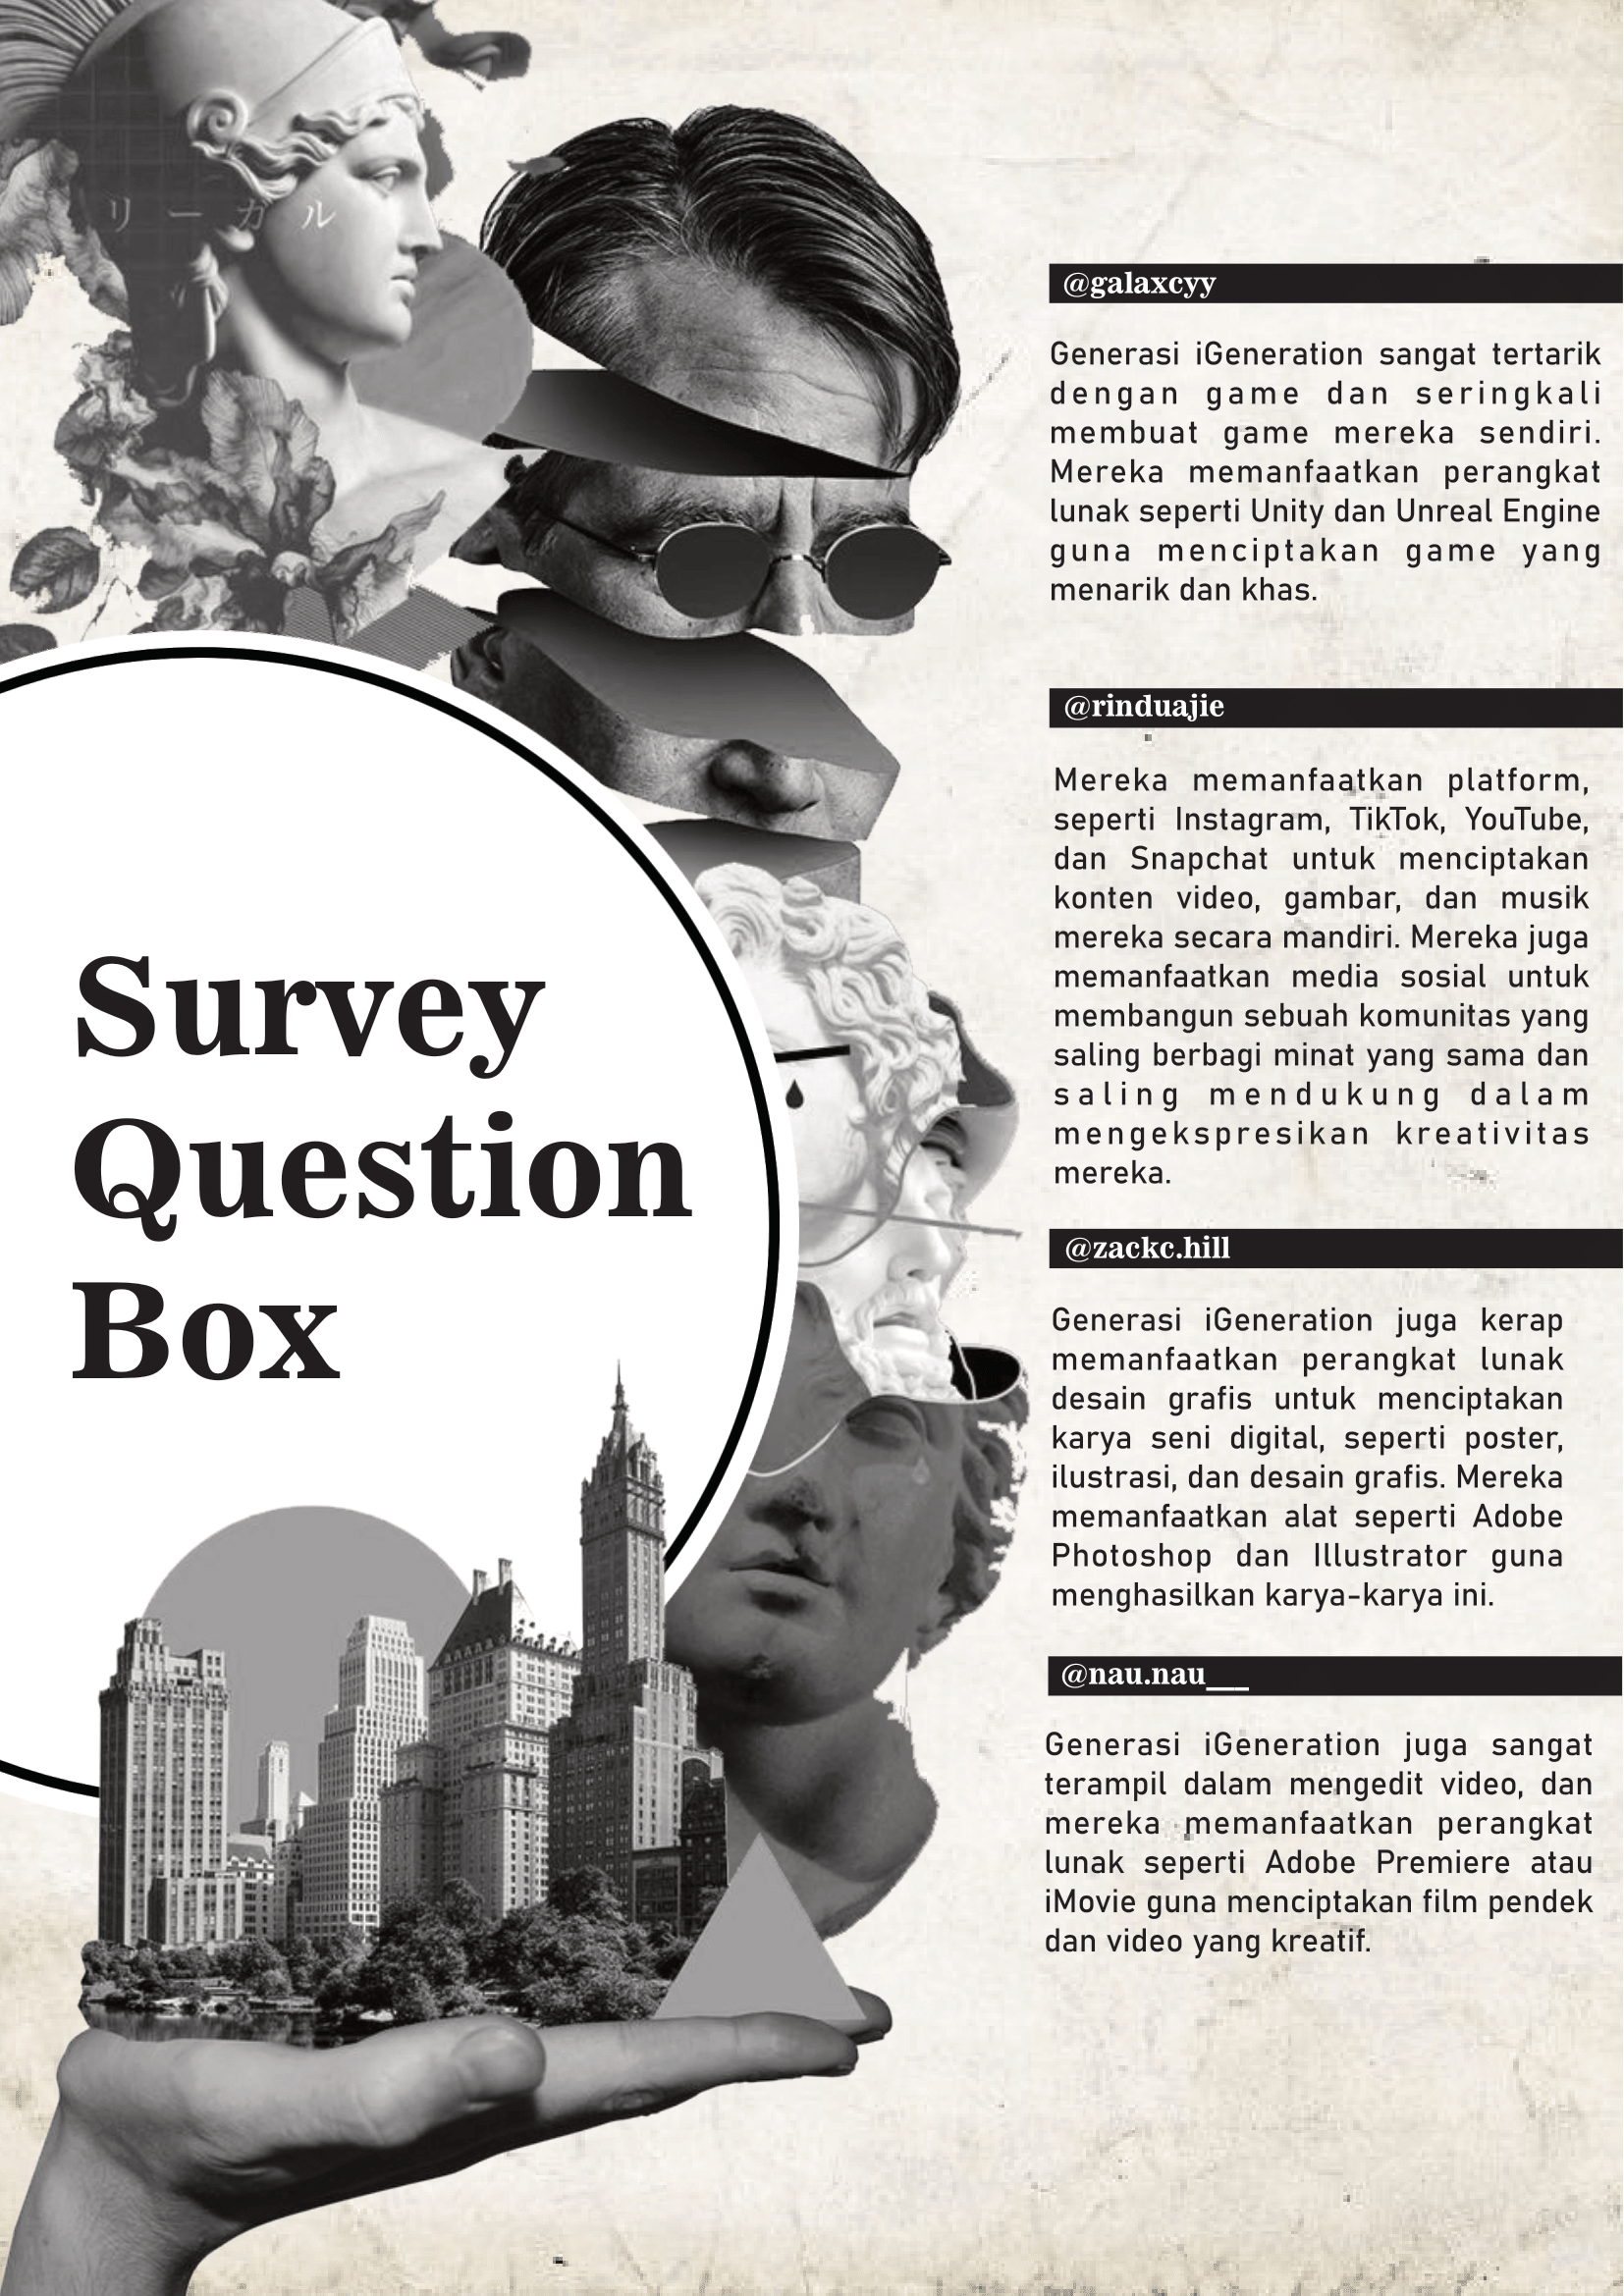 リーガル
Survey
Question
Box
@galaxcyy
Generasi iGeneration sangat tertarik
dengan game dan seringkali
membuat game mereka sendiri.
Mereka memanfaatkan perangkat
lunak seperti Unity dan Unreal Engine
guna menciptakan game yang
menarik dan khas.
@rinduajie
Mereka memanfaatkan platform,
seperti Instagram, TikTok, YouTube,
dan Snapchat untuk menciptakan
konten video, gambar, dan musik
mereka secara mandiri. Mereka juga
memanfaatkan media sosial untuk
membangun sebuah komunitas yang
saling berbagi minat yang sama dan
saling mendukung dalam
mengekspresikan kreativitas
mereka.
@zackc.hill
Generasi iGeneration juga kerap
memanfaatkan perangkat lunak
desain grafis untuk menciptakan
karya seni digital, seperti poster,
ilustrasi, dan desain grafis. Mereka
memanfaatkan alat seperti Adobe
Photoshop dan Illustrator guna
menghasilkan karya-karya ini.
@nau.nau__
Generasi iGeneration juga sangat
terampil dalam mengedit video, dan
mereka memanfaatkan perangkat
lunak seperti Adobe Premiere atau
iMovie guna menciptakan film pendek
dan video yang kreatif.